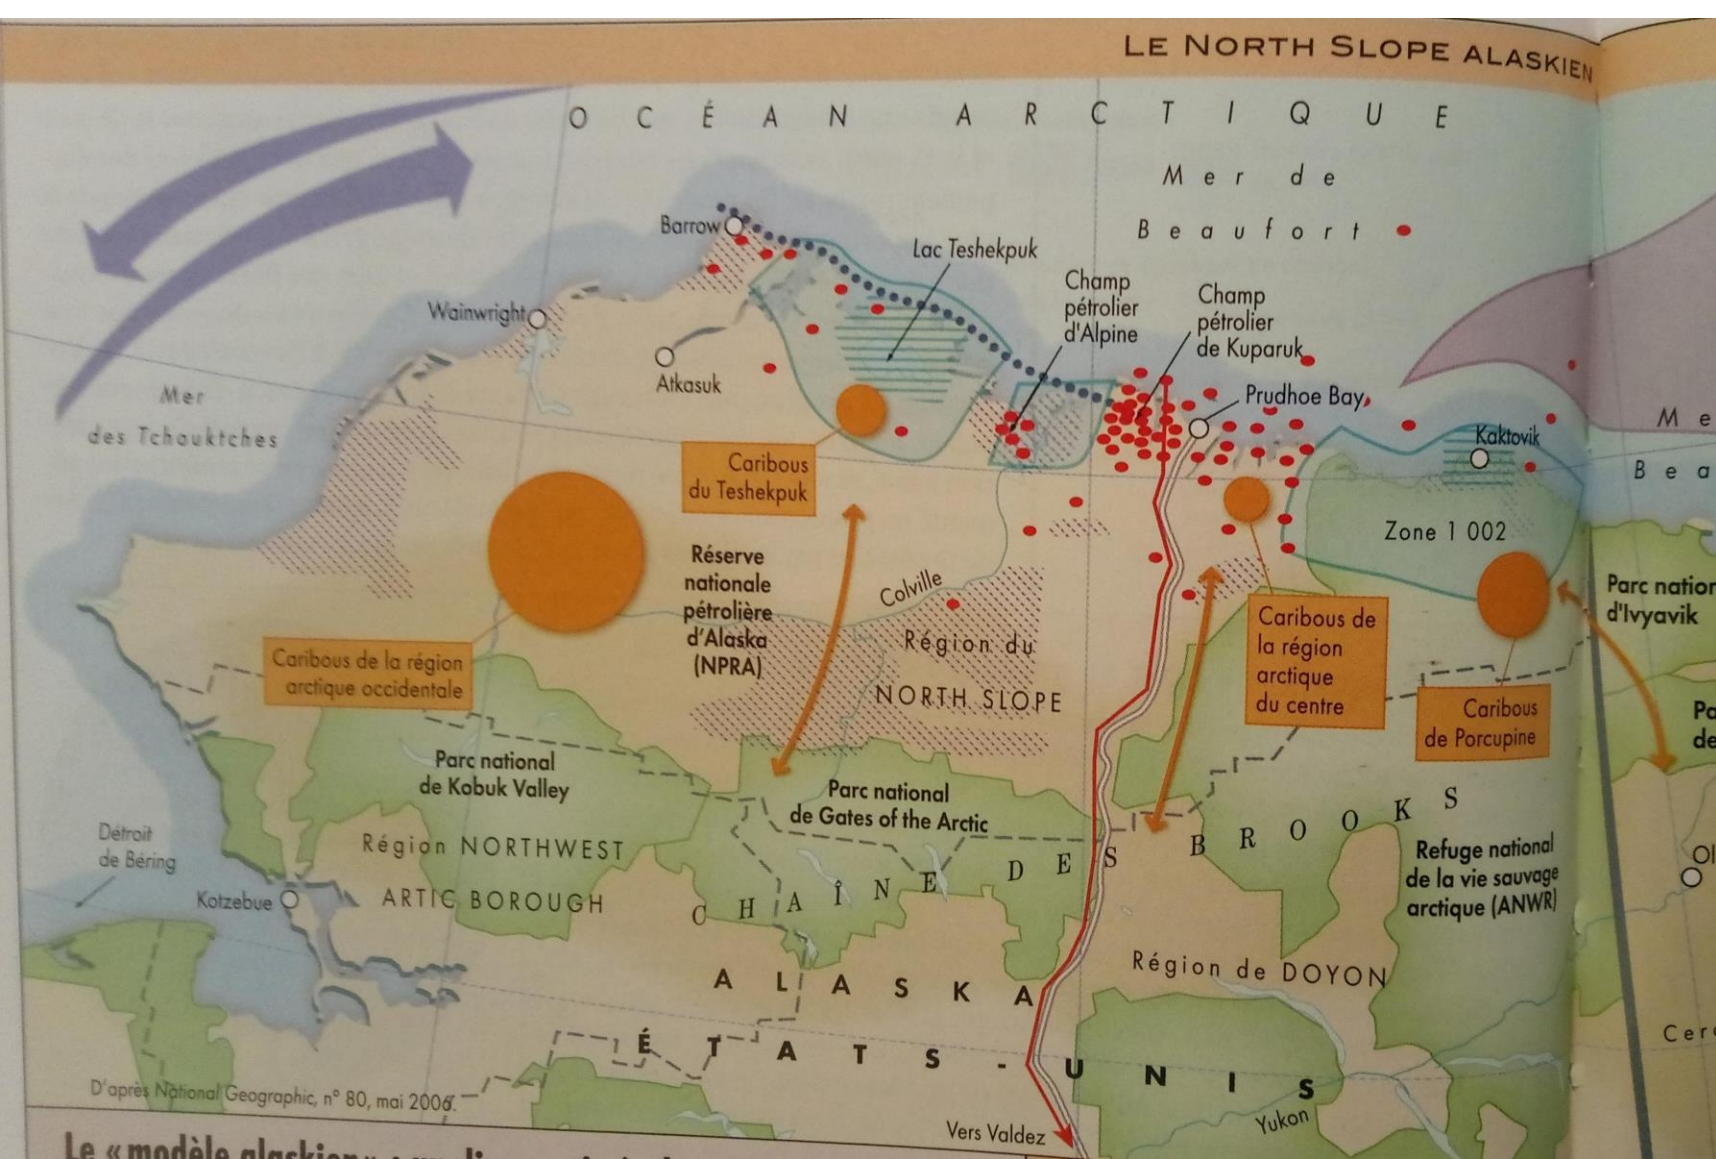 LE NORTH SLOPE ALASKIEN
OCÉAN ARCTIQUE
Mer de
Beaufort
Barrow
Lac Teshekpuk
Champ
pétrolier
d'Alpine
Champ
pétrolier
de Kuparuk
Wainwright
Atkasuk
Prudhoe Bay
Mer
des Tchouktches
Kaktovik
Me
Bea
Caribous
du Teshekpuk
Zone 1 002
Réserve
nationale
pétrolière
d'Alaska
(NPRA)
Colville
Région du
NORTH SLOPE
Caribous de
la région
arctique
du centre
Parc nation
d'Ivyavik
Caribous de la région
arctique occidentale
Caribous
de Porcupine
Pa
de
Parc national
de Kobuk Valley
Parc national
de Gates of the Arctic
Détroit
de Béring
Région NORTHWEST
ARTIC BOROUGH
Kotzebue
CHAÎNE DES BROOKS
Refuge national
de la vie sauvage
arctique (ANWR)
Ol
Région de DOYON
ALASKA
ÉTATS-UNIS
Cerc
D'après National Geographic, n° 80, mai 2006.
Vers Valdez
Yukon
Le « modèle alaskien »